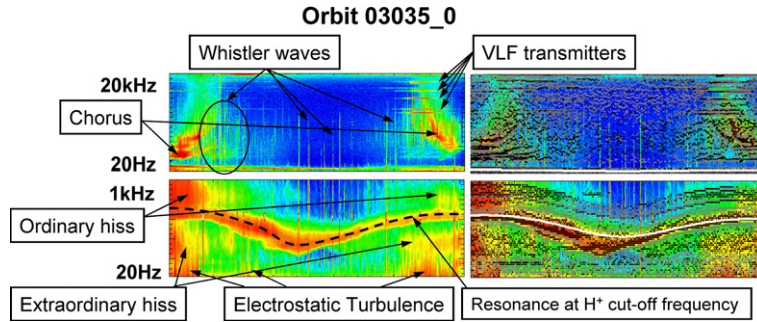 Orbit 03035_0
Whistler waves
VLF transmitters
20kHz
Chorus
20Hz
1kHz
Ordinary hiss
20Hz
Extraordinary hiss
Electrostatic Turbulence
Resonance at H⁺ cut-off frequency